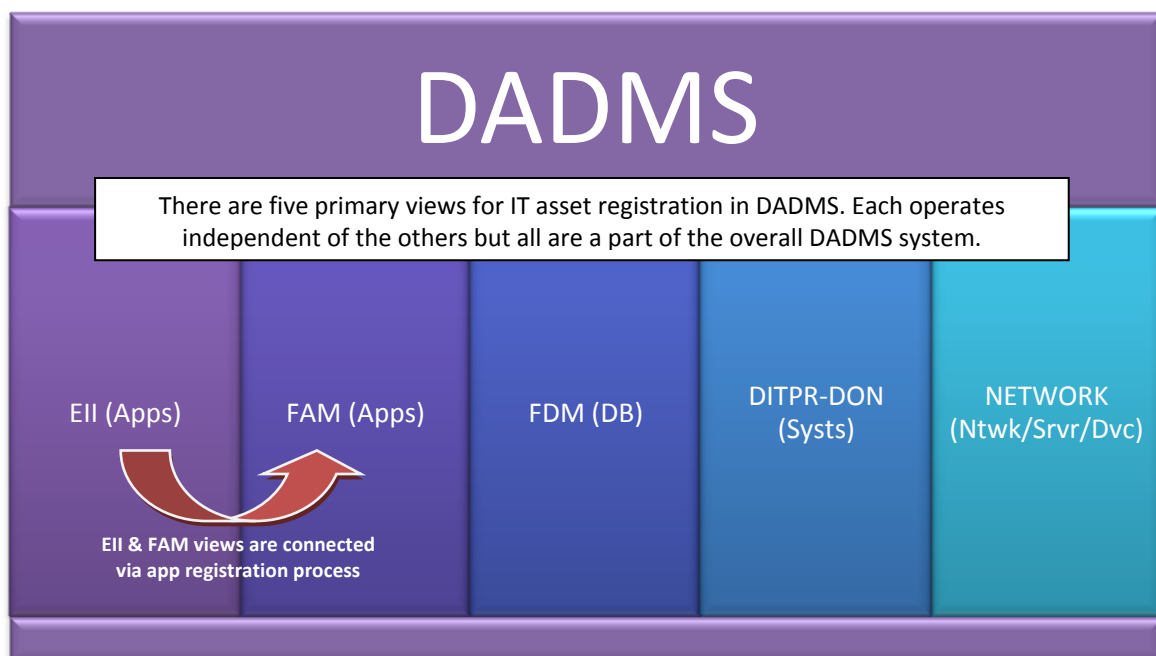 DADMS
There are five primary views for IT asset registration in DADMS. Each operates
independent of the others but all are a part of the overall DADMS system.
EII (Apps)
FAM (Apps)
FDM (DB)
DITPR-DON
(Systs)
NETWORK
(Ntwk/Srvr/Dvc)
EII & FAM views are connected
via app registration process